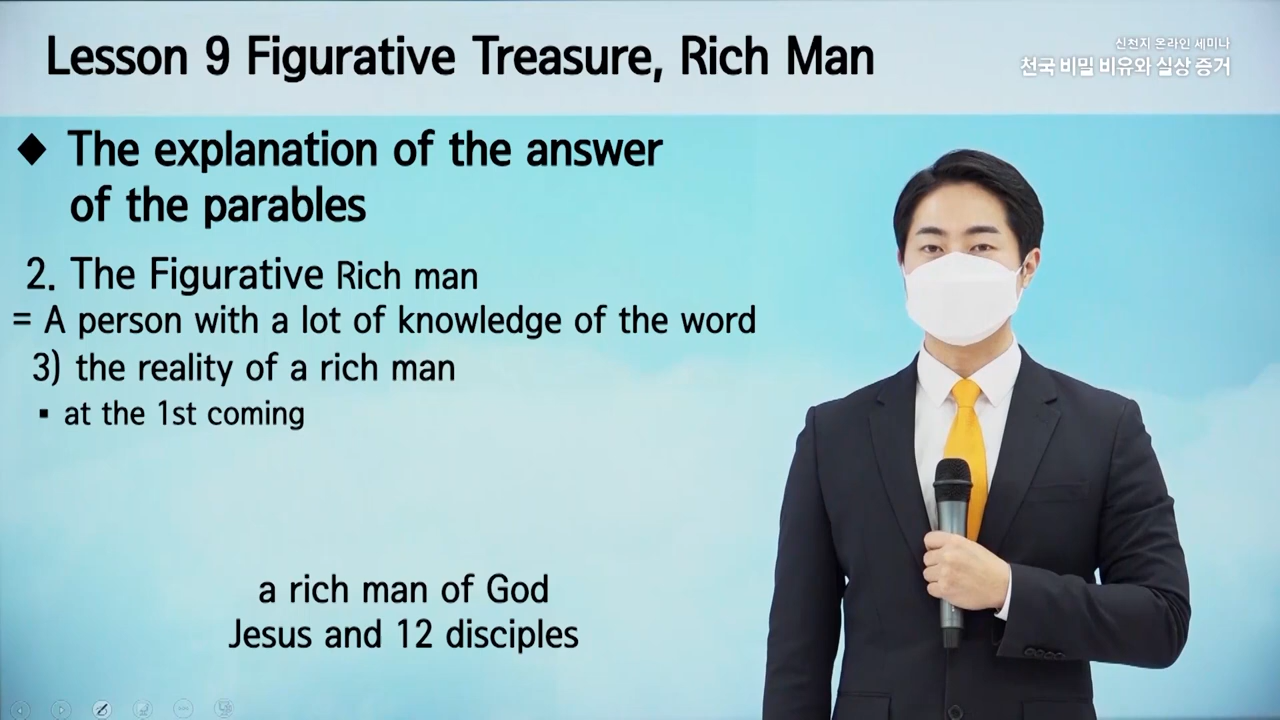 Lesson 9 Figurative Treasure, Rich Man
신천지 온라인 세미나
천국 비밀 비유와 실상 증거
◆ The explanation of the answer
of the parables
2. The Figurative Rich man
= A person with a lot of knowledge of the word
3) the reality of a rich man
▪ at the 1st coming
a rich man of God
Jesus and 12 disciples